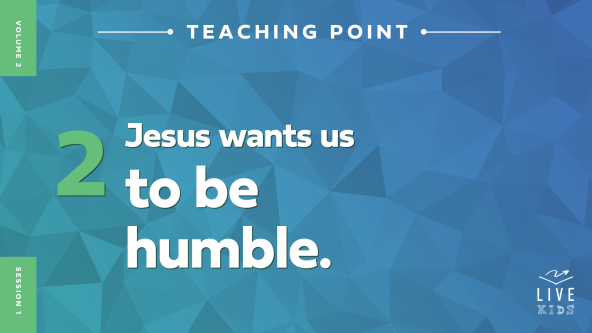 VOLUME 2
TEACHING POINT
2
Jesus wants us
to be
humble.
SESSION 1
LIVE
KIDS